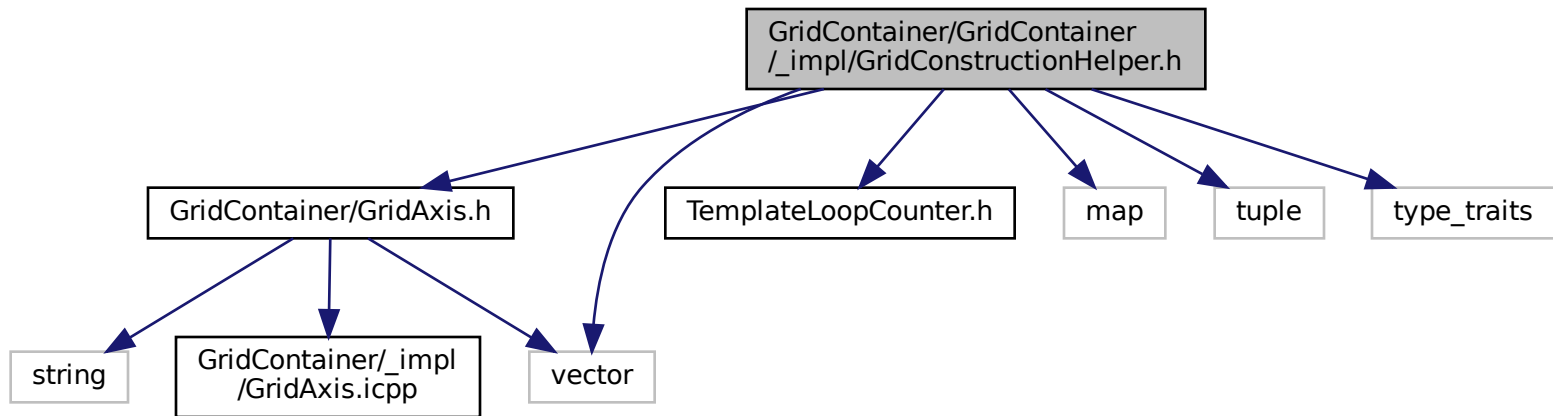 GridContainer/GridContainer
/_impl/GridConstructionHelper.h
GridContainer/GridAxis.h
TemplateLoopCounter.h
map
tuple
type_traits
string
GridContainer/_impl
/GridAxis.icpp
vector